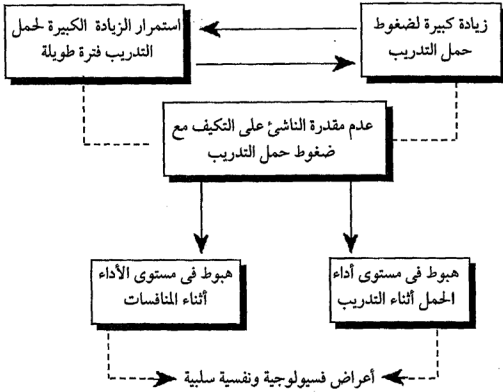 زيادة كبيرة لضغوط
حمل التدريب
استمرار الزيادة الكبيرة لحمل
التدريب فترة طويلة
عدم مقدرة الناشئ على التكيف مع
ضغوط حمل التدريب
هبوط فى مستوى أداء
الحمل أثناء التدريب
هبوط فى مستوى الأداء
أثناء المنافسات
أعراض فسيولوجية ونفسية سلبية